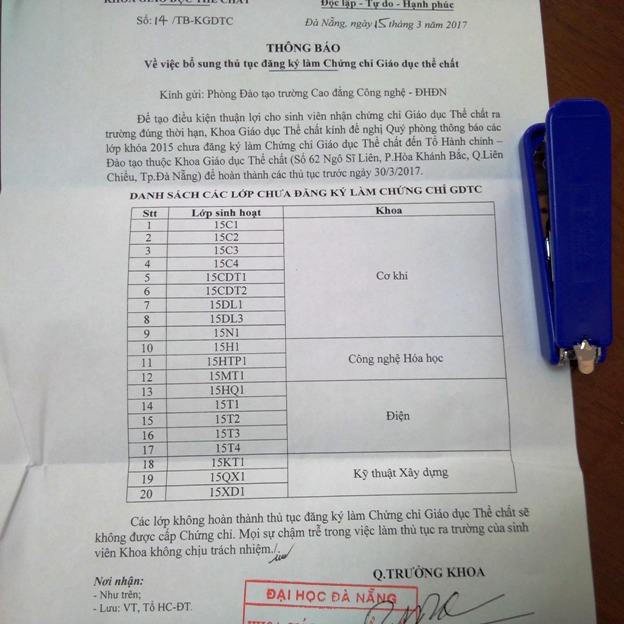 KHOA GIÁO DỤC THỂ CHẤT
Độc lập - Tự do - Hạnh phúc
Số: 14 /TB-KGDTC
Đà Nẵng, ngày 15 tháng 3 năm 2017
THÔNG BÁO
Về việc bổ sung thủ tục đăng ký làm Chứng chỉ Giáo dục thể chất
Kính gửi: Phòng Đào tạo trường Cao đẳng Công nghệ - ĐHĐN
Để tạo điều kiện thuận lợi cho sinh viên nhận chứng chỉ Giáo dục Thể chất ra
trường đúng thời hạn, Khoa Giáo dục Thể chất kính đề nghị Quý phòng thông báo các
lớp khóa 2015 chưa đăng ký làm Chứng chỉ Giáo dục Thể chất đến Tổ Hành chính –
Đào tạo thuộc Khoa Giáo dục Thể chất (Số 62 Ngô Sĩ Liên, P.Hòa Khánh Bắc, Q.Liên
Chiểu, Tp.Đà Nẵng) để hoàn thành các thủ tục trước ngày 30/3/2017.
DANH SÁCH CÁC LỚP CHƯA ĐĂNG KÝ LÀM CHỨNG CHỈ GDTC
Stt Lớp sinh hoạt Khoa
1 15C1
2 15C2
3 15C3
4 15C4
5 15CDT1 Cơ khí
6 15CDT2
7 15DL1
8 15DL3
9 15N1
10 15H1
11 15HTP1 Công nghệ Hóa học
12 15MT1
13 15HQ1
14 15T1
15 15T2 Điện
16 15T3
17 15T4
18 15KT1
19 15QX1 Kỹ thuật Xây dựng
20 15XD1
Các lớp không hoàn thành thủ tục đăng ký làm Chứng chỉ Giáo dục Thể chất sẽ
không được cấp Chứng chỉ. Mọi sự chậm trễ trong việc làm thủ tục ra trường của sinh
viên Khoa không chịu trách nhiệm./.
Nơi nhận:
- Như trên;
- Lưu: VT, Tổ HC-ĐT.
Q.TRƯỞNG KHOA
ĐẠI HỌC ĐÀ NẴNG